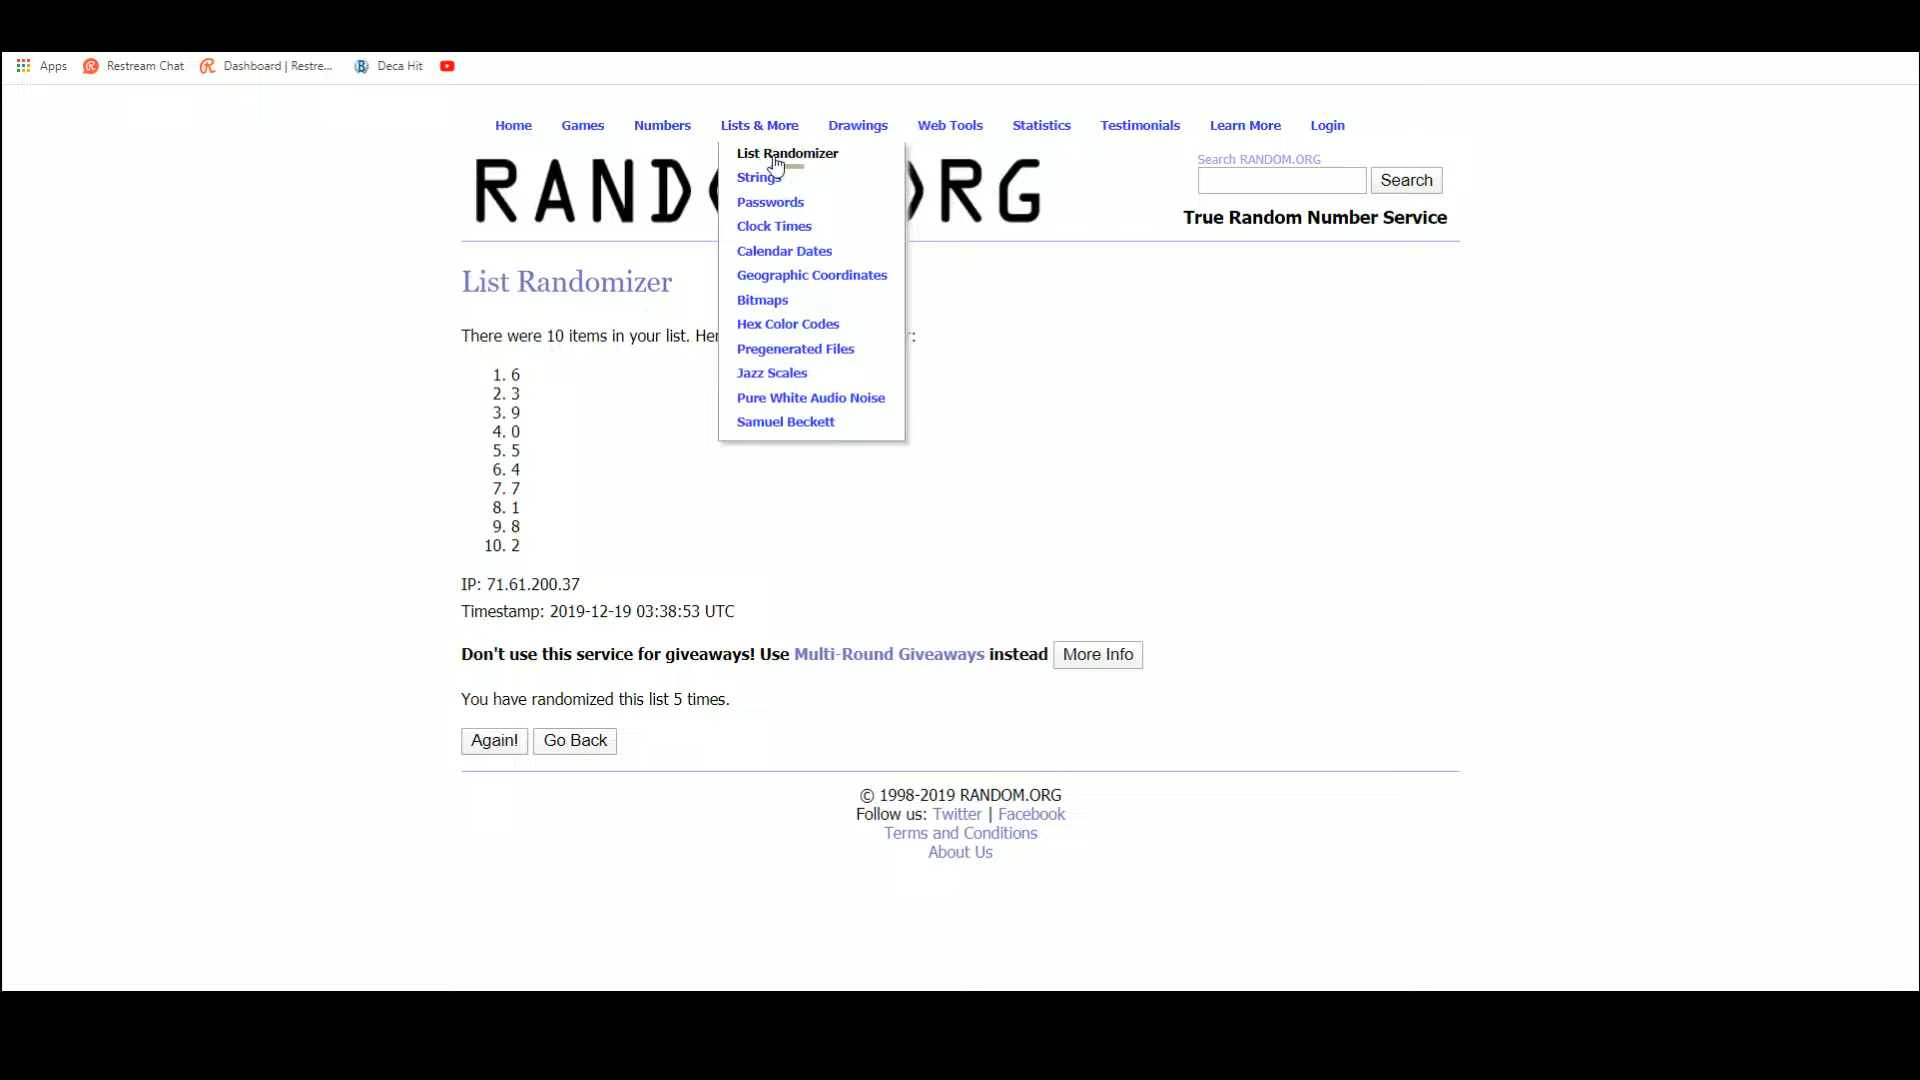 Apps Restream Chat Dashboard | Restre... Deca Hit
Home Games Numbers Lists & More Drawings Web Tools Statistics Testimonials Learn More Login
List Randomizer
Strings
Passwords
Clock Times
Calendar Dates
Geographic Coordinates
Bitmaps
Hex Color Codes
Pregenerated Files
Jazz Scales
Pure White Audio Noise
Samuel Beckett
Search RANDOM.ORG
Search
True Random Number Service
List Randomizer
There were 10 items in your list.
1. 6
2. 3
3. 9
4. 0
5. 5
6. 4
7. 7
8. 1
9. 8
10. 2
IP: 71.61.200.37
Timestamp: 2019-12-19 03:38:53 UTC
Don't use this service for giveaways! Use Multi-Round Giveaways instead More Info
You have randomized this list 5 times.
Again! Go Back
© 1998-2019 RANDOM.ORG
Follow us: Twitter | Facebook
Terms and Conditions
About Us